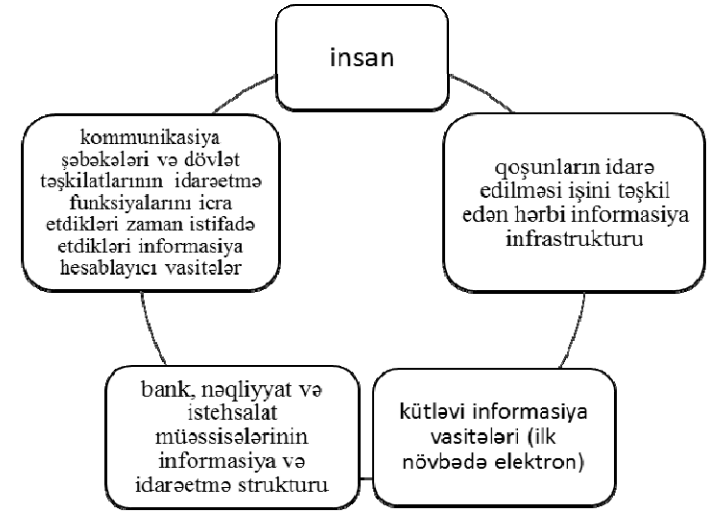 insan
kommunikasiya
şəbəkələri və dövlət
təşkilatlarının idarəetmə
funksiyalarını icra
etdikləri zaman istifadə
etdikləri informasiya
hesablayıcı vasitələr
qoşunların idarə
edilməsi işini təşkil
edən hərbi informasiya
infrastrukturu
bank, nəqliyyat və
istehsalat
müəssisələrinin
informasiya və
idarəetmə strukturu
kütləvi informasiya
vasitələri (ilk
növbədə elektron)